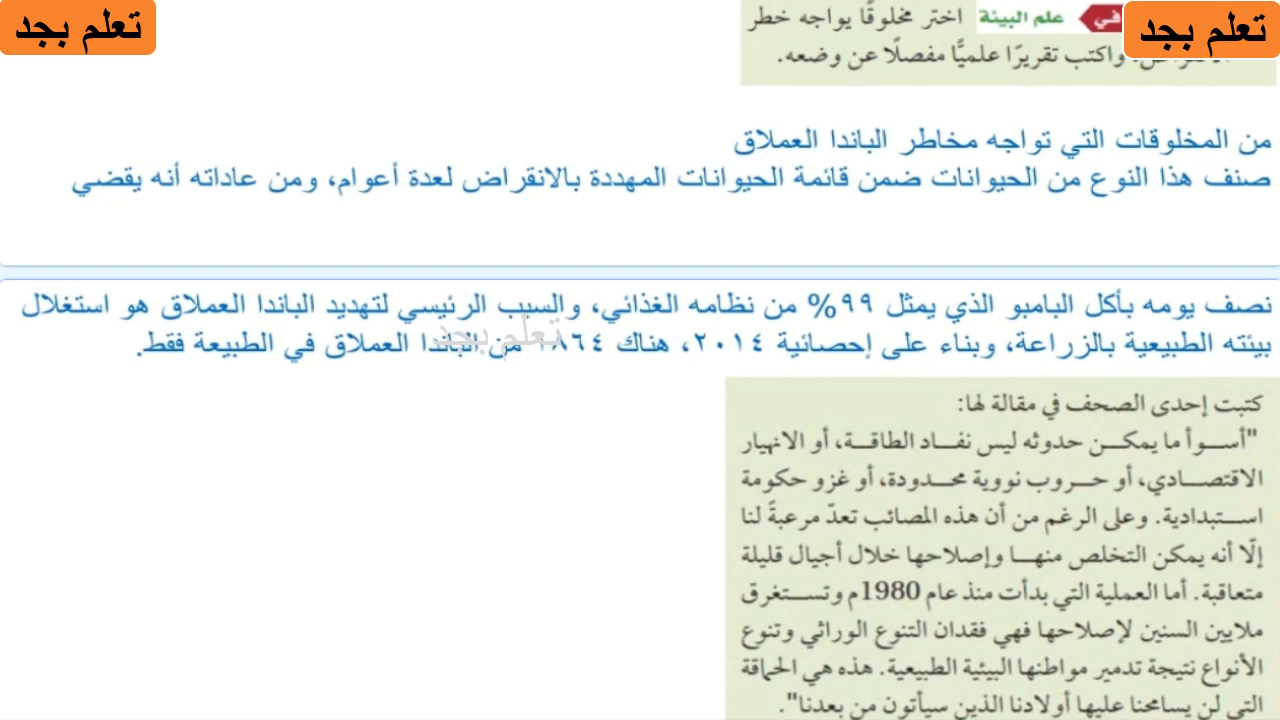 تعلم بجد
تعلم بجد
في علم البيئة اختر مخلوقًا يواجه خطر
واكتب تقريرًا علميًّا مفصلًا عن وضعه.
من المخلوقات التي تواجه مخاطر الباندا العملاق
صنف هذا النوع من الحيوانات ضمن قائمة الحيوانات المهددة بالانقراض لعدة أعوام، ومن عاداته أنه يقضي
نصف يومه بأكل البامبو الذي يمثل ٩٩% من نظامه الغذائي، والسبب الرئيسي لتهديد الباندا العملاق هو استغلال
بيئته الطبيعية بالزراعة، وبناء على إحصائية ٢٠١٤، هناك ١٨٦٤ من الباندا العملاق في الطبيعة فقط.
تعلم بجد
كتبت إحدى الصحف في مقالة لها:
"أسوأ ما يمكن حدوثه ليس نفاد الطاقة، أو الانهيار
الاقتصادي، أو حروب نووية محدودة، أو غزو حكومة
استبدادية. وعلى الرغم من أن هذه المصائب تعدّ مرعبةً لنا
إلّا أنه يمكن التخلص منها وإصلاحها خلال أجيال قليلة
متعاقبة. أما العملية التي بدأت منذ عام 1980م وتستغرق
ملايين السنين لإصلاحها فهي فقدان التنوع الوراثي وتنوع
الأنواع نتيجة تدمير مواطنها البيئية الطبيعية. هذه هي الحماقة
التي لن يسامحنا عليها أولادنا الذين سيأتون من بعدنا".